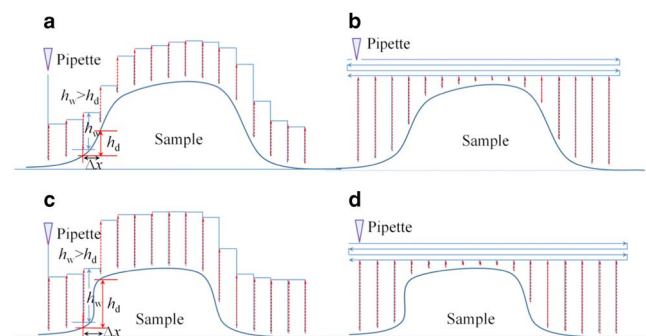 a
Pipette
hw>hd
hw
hd
Sample
Δx
b
Pipette
Sample
c
Pipette
hw>hd
hw
hd
Sample
Δx
d
Pipette
Sample